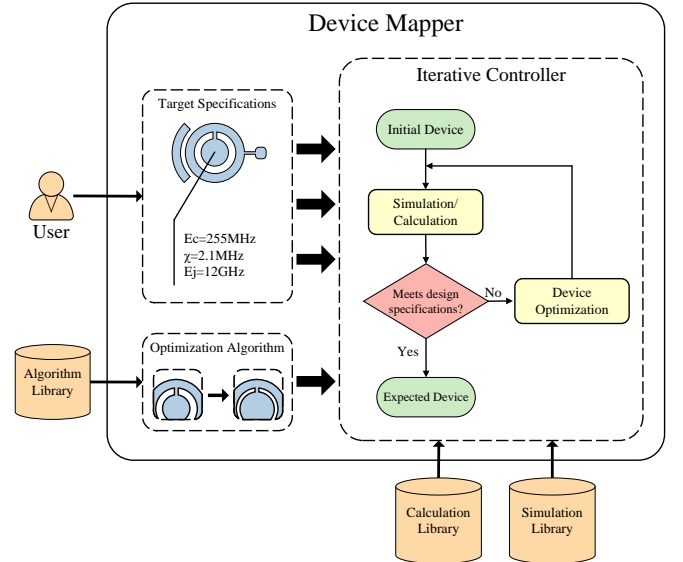 Device Mapper
Target Specifications
Ec=255MHz
χ=2.1MHz
Ej=12GHz
User
Optimization Algorithm
Algorithm
Library
Iterative Controller
Initial Device
Simulation/
Calculation
Meets design
specifications?
No
Device
Optimization
Yes
Expected Device
Calculation
Library
Simulation
Library